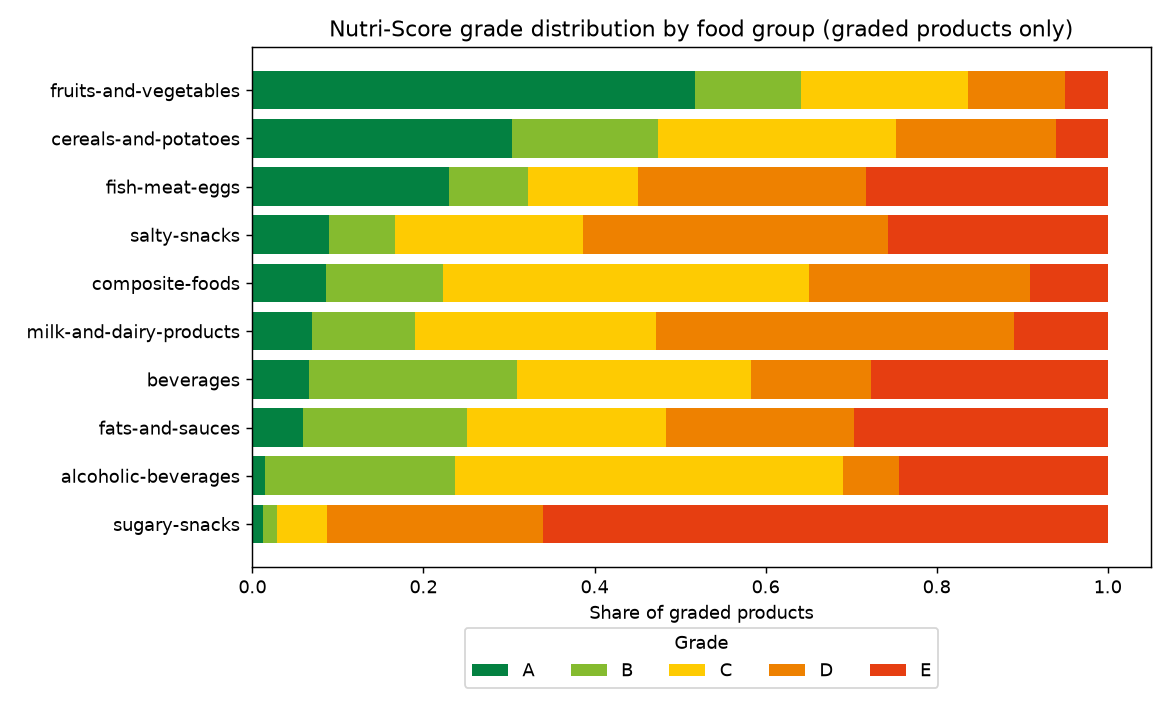 Nutri-Score grade distribution by food group (graded products only)
fruits-and-vegetables
cereals-and-potatoes
fish-meat-eggs
salty-snacks
composite-foods
milk-and-dairy-products
beverages
fats-and-sauces
alcoholic-beverages
sugary-snacks
0.0 0.2 0.4 0.6 0.8 1.0
Share of graded products
Grade
A B C D E